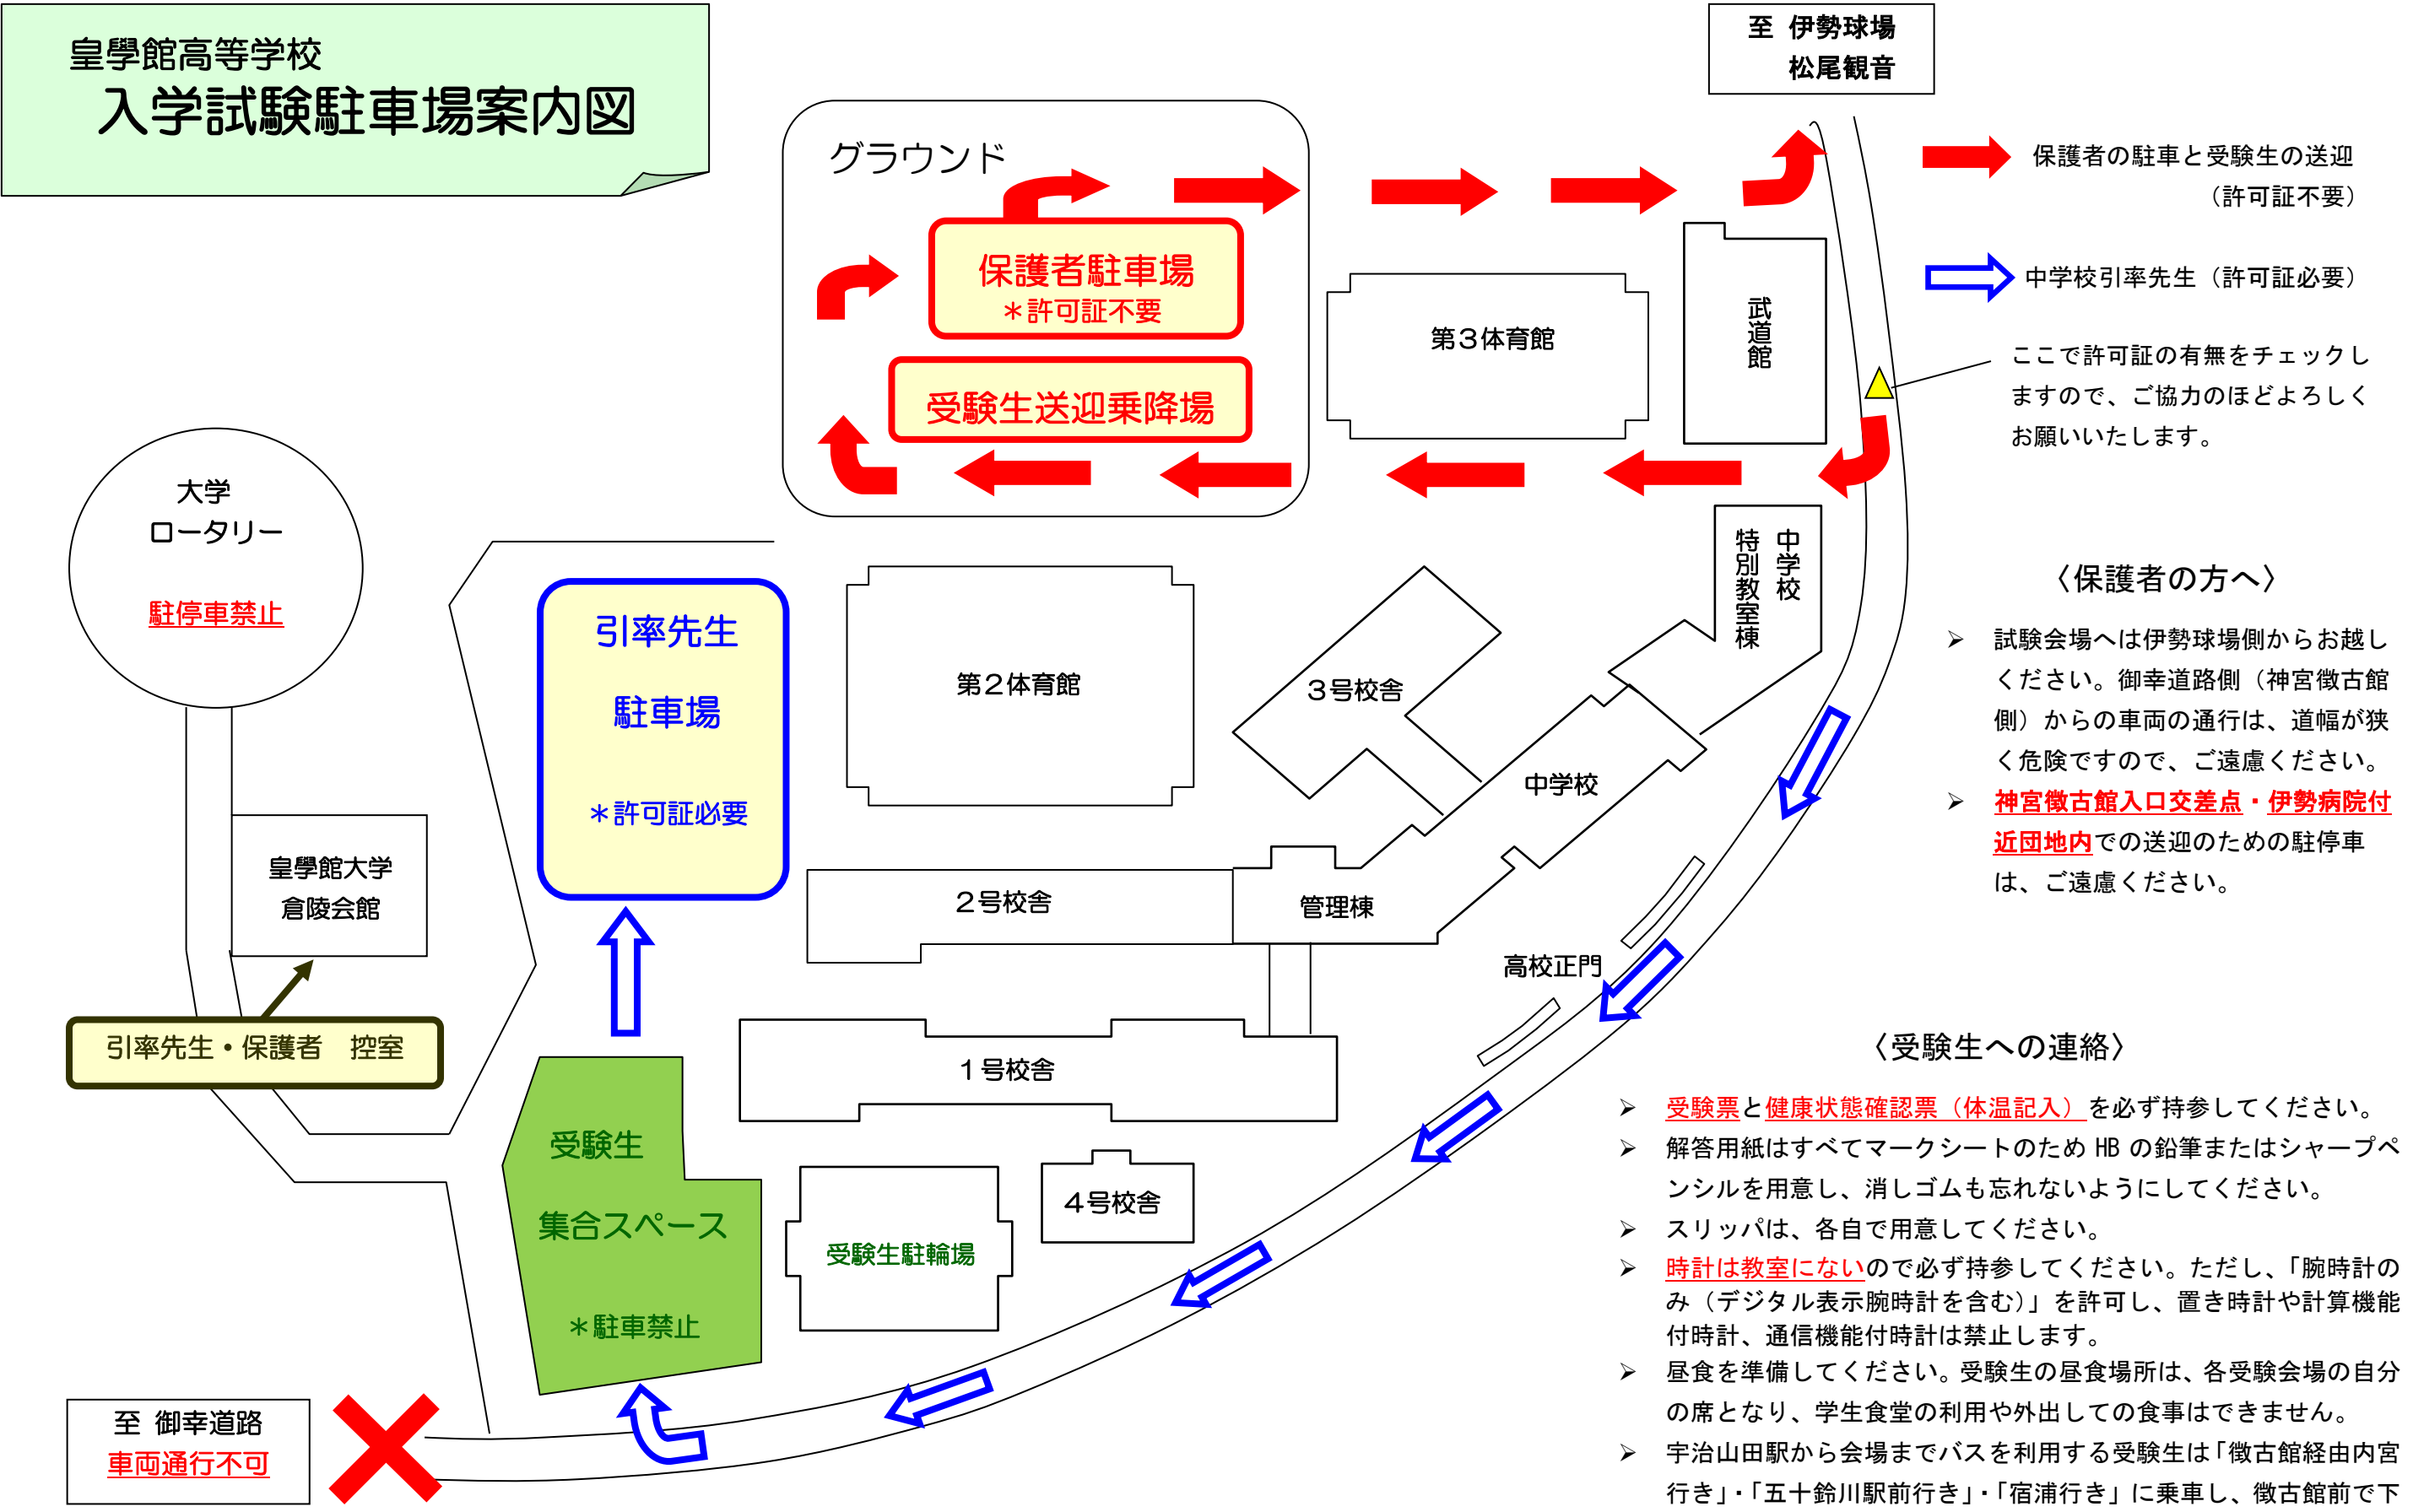 皇學館高等学校
入学試験駐車場案内図
至 伊勢球場
松尾観音
グラウンド
保護者駐車場
＊許可証不要
受験生送迎乗降場
第３体育館
武道館
保護者の駐車と受験生の送迎
（許可証不要）
中学校引率先生（許可証必要）
ここで許可証の有無をチェックし
ますので、ご協力のほどよろしく
お願いいたします。
大学
ロータリー
駐停車禁止
引率先生
駐車場
＊許可証必要
第２体育館
３号校舎
中学校
特別教室棟
中学校
管理棟
２号校舎
高校正門
皇學館大学
倉陵会館
引率先生・保護者　控室
１号校舎
４号校舎
受験生
集合スペース
＊駐車禁止
受験生駐輪場
至 御幸道路
車両通行不可
〈保護者の方へ〉
➢ 試験会場へは伊勢球場側からお越し
ください。御幸道路側（神宮徴古館
側）からの車両の通行は、道幅が狭
く危険ですので、ご遠慮ください。
➢ 神宮徴古館入口交差点・伊勢病院付
近団地内での送迎のための駐停車
は、ご遠慮ください。
〈受験生への連絡〉
➢ 受験票と健康状態確認票（体温記入）を必ず持参してください。
➢ 解答用紙はすべてマークシートのため HB の鉛筆またはシャープペ
ンシルを用意し、消しゴムも忘れないようにしてください。
➢ スリッパは、各自で用意してください。
➢ 時計は教室にないので必ず持参してください。ただし、「腕時計の
み（デジタル表示腕時計を含む）」を許可し、置き時計や計算機能
付時計、通信機能付時計は禁止します。
➢ 昼食を準備してください。受験生の昼食場所は、各受験会場の自分
の席となり、学生食堂の利用や外出しての食事はできません。
➢ 宇治山田駅から会場までバスを利用する受験生は「徴古館経由内宮
行き」・「五十鈴川駅前行き」・「宿浦行き」に乗車し、徴古館前で下